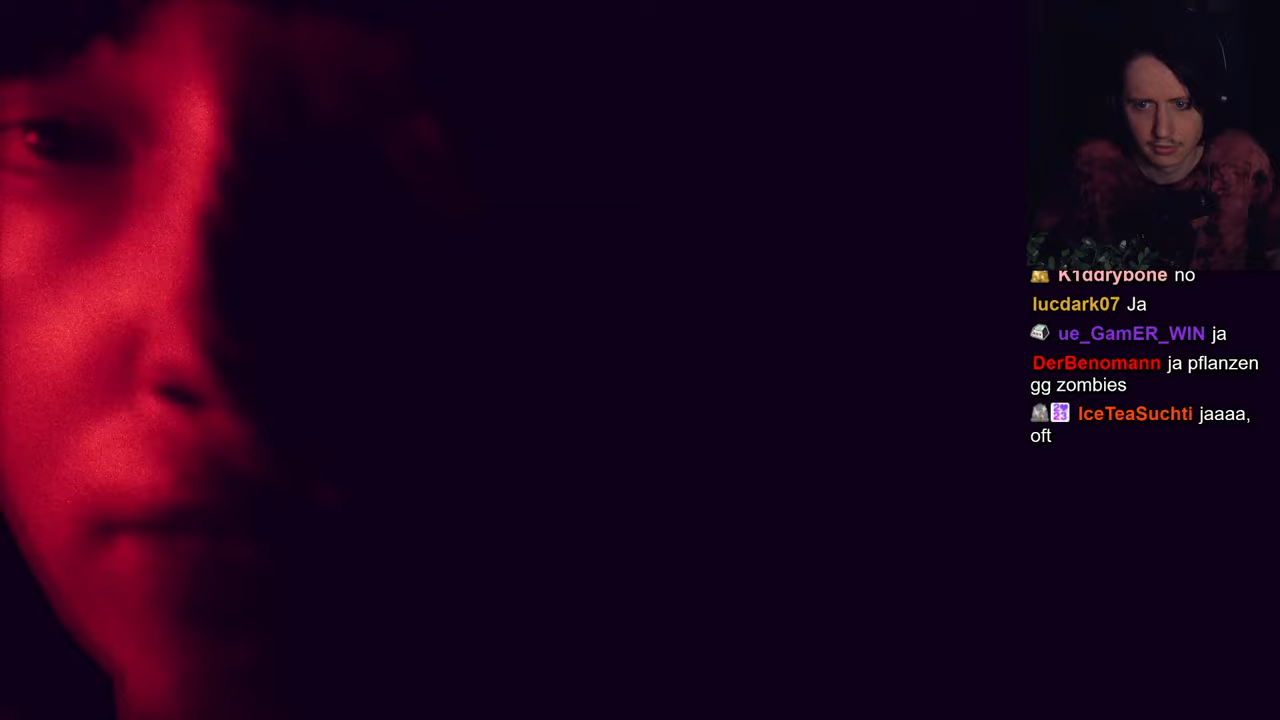 K1ddrybone no
lucdark07 Ja
ue_GamER_WIN ja
DerBenomann ja pflanzen
gg zombies
IceTeaSuchti jaaaa,
oft